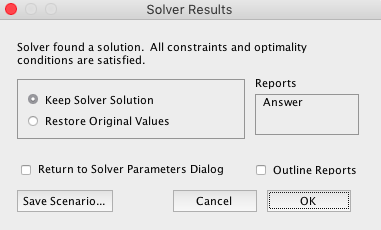 Solver Results
Solver found a solution.  All constraints and optimality
conditions are satisfied.
Reports
Keep Solver Solution
Answer
Restore Original Values
Return to Solver Parameters Dialog
Outline Reports
Save Scenario...
Cancel
OK